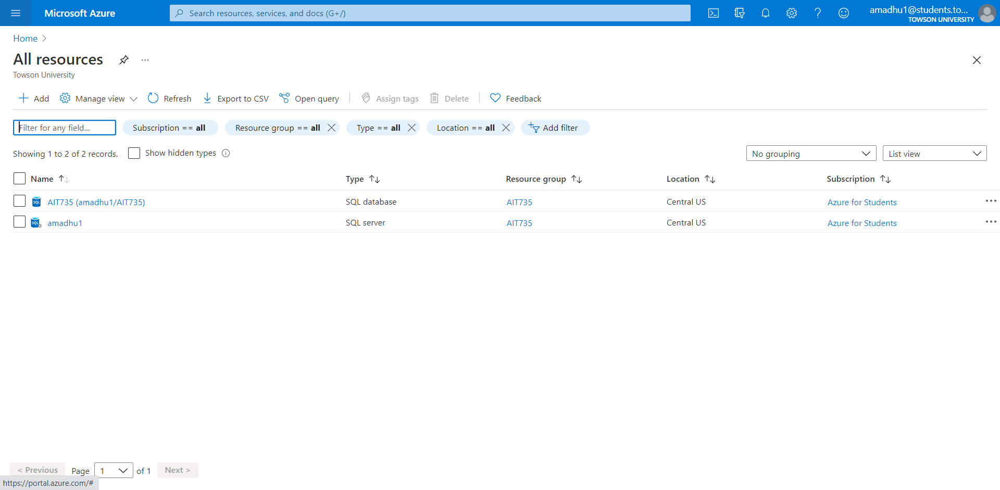 Microsoft Azure
Search resources, services, and docs (G+/)
amadhu1@students.to...
TOWSON UNIVERSITY
Home
All resources
...
Towson University
Add
Manage view
Refresh
Export to CSV
Open query
Assign tags
Delete
Feedback
Filter for any field...
Subscription == all
Resource group == all
Type == all
Location == all
Add filter
Showing 1 to 2 of 2 records.
Show hidden types
No grouping
List view
Name
Type
Resource group
Location
Subscription
SQL
AIT735 (amadhu1/AIT735)
SQL database
AIT735
Central US
Azure for Students
SQL
amadhu1
SQL server
AIT735
Central US
Azure for Students
< Previous
Page
1
of 1
Next >
https://portal.azure.com/#